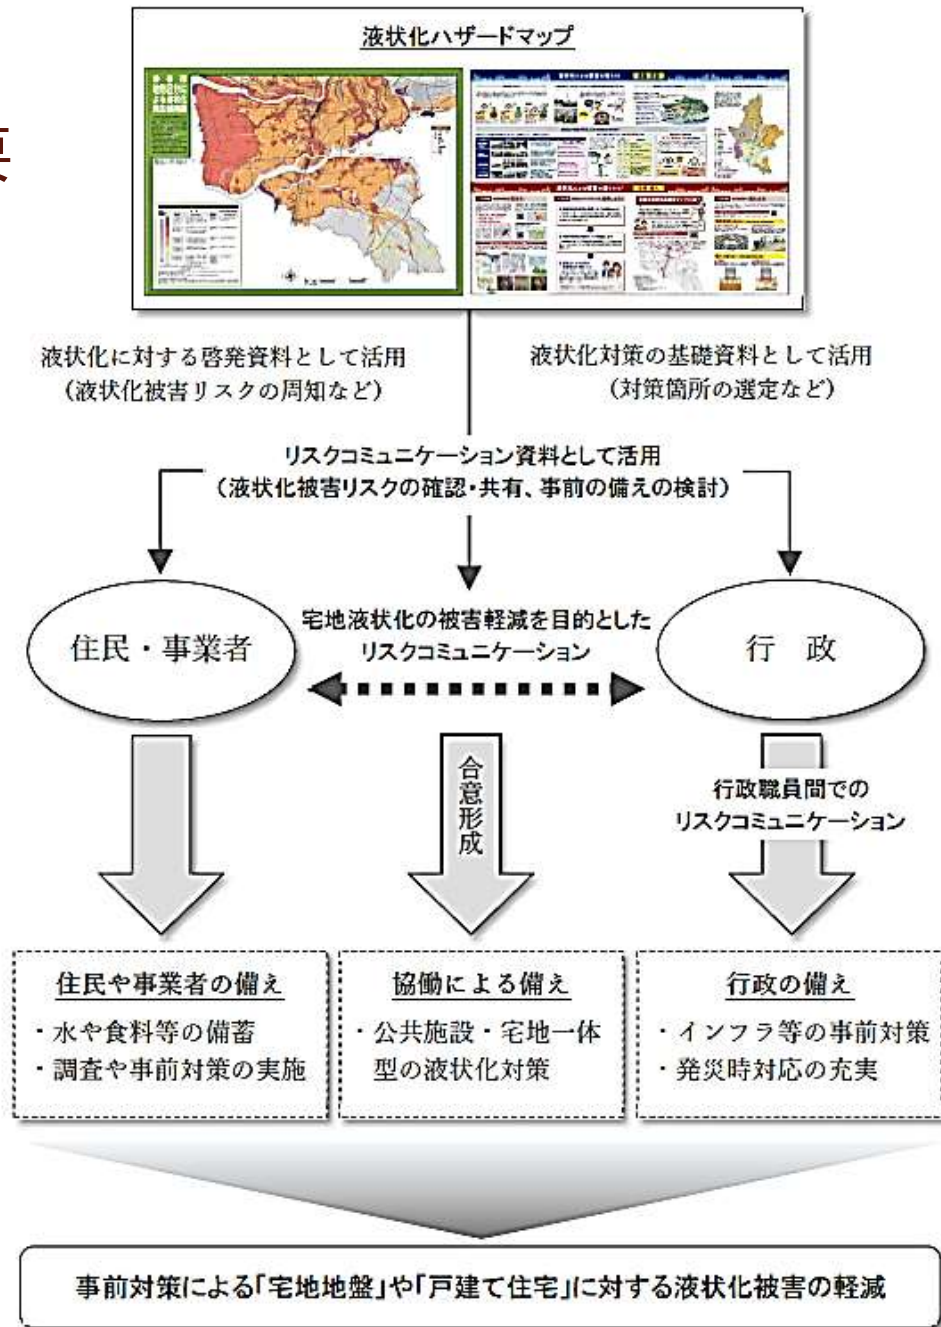 液状化ハザードマップ
液状化に対する啓発資料として活用
（液状化被害リスクの周知など）
液状化対策の基礎資料として活用
（対策箇所の選定など）
リスクコミュニケーション資料として活用
（液状化被害リスクの確認・共有、事前の備えの検討）
住民・事業者
宅地液状化の被害軽減を目的とした
リスクコミュニケーション
行　政
合意形成
行政職員間での
リスクコミュニケーション
住民や事業者の備え
・水や食料等の備蓄
・調査や事前対策の実施
協働による備え
・公共施設・宅地一体
型の液状化対策
行政の備え
・インフラ等の事前対策
・発災時対応の充実
事前対策による「宅地地盤」や「戸建て住宅」に対する液状化被害の軽減